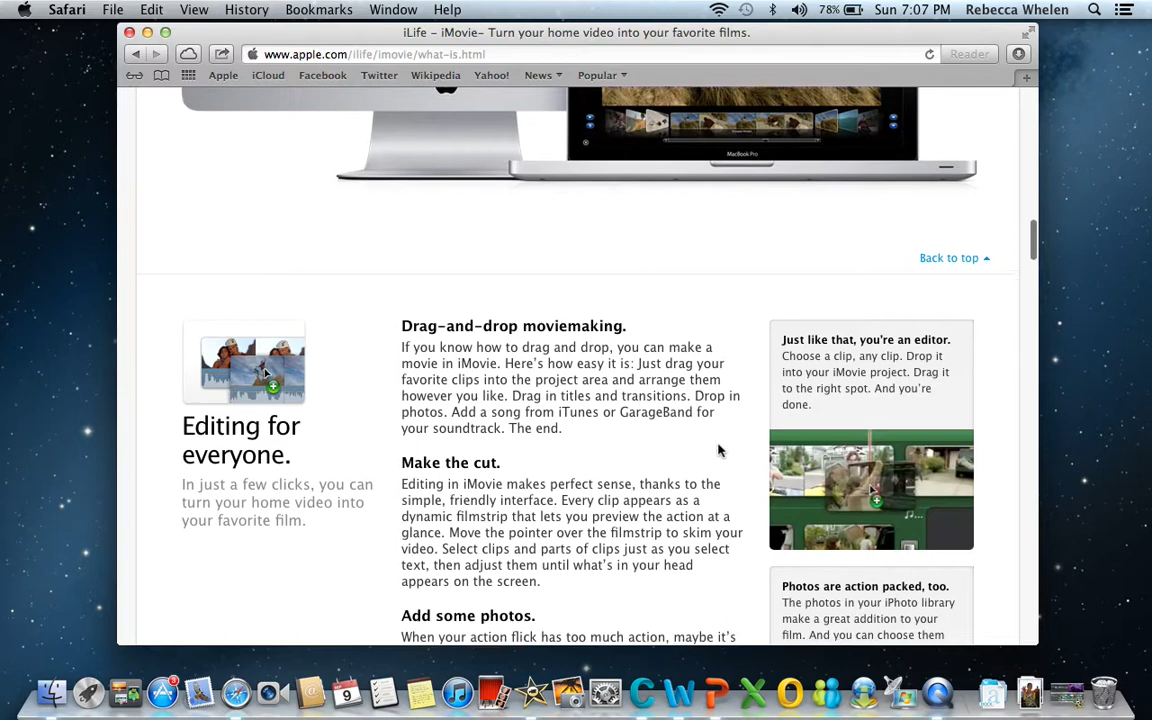 Safari File Edit View History Bookmarks Window Help 78% Sun 7:07 PM Rebecca Whelen
iLife – iMovie– Turn your home video into your favorite films.
www.apple.com/ilife/imovie/what-is.html Reader
Apple iCloud Facebook Twitter Wikipedia Yahoo! News Popular
MacBook Pro
Back to top
Editing for
everyone.
In just a few clicks, you can
turn your home video into
your favorite film.
Drag-and-drop moviemaking.
If you know how to drag and drop, you can make a
movie in iMovie. Here's how easy it is: Just drag your
favorite clips into the project area and arrange them
however you like. Drag in titles and transitions. Drop in
photos. Add a song from iTunes or GarageBand for
your soundtrack. The end.
Make the cut.
Editing in iMovie makes perfect sense, thanks to the
simple, friendly interface. Every clip appears as a
dynamic filmstrip that lets you preview the action at a
glance. Move the pointer over the filmstrip to skim your
video. Select clips and parts of clips just as you select
text, then adjust them until what's in your head
appears on the screen.
Add some photos.
When your action flick has too much action, maybe it's
Just like that, you're an editor.
Choose a clip, any clip. Drop it
into your iMovie project. Drag it
to the right spot. And you're
done.
Photos are action packed, too.
The photos in your iPhoto library
make a great addition to your
film. And you can choose them
3
9